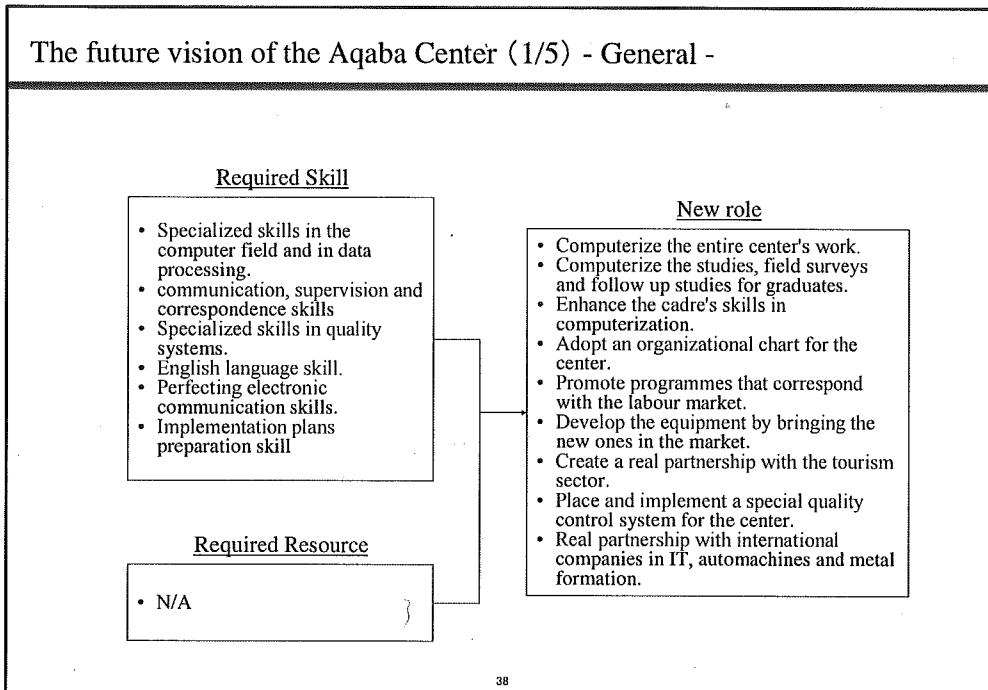 The future vision of the Aqaba Center (1/5) - General -
Required Skill
• Specialized skills in the
computer field and in data
processing.
• communication, supervision and
correspondence skills
• Specialized skills in quality
systems.
• English language skill.
• Perfecting electronic
communication skills.
• Implementation plans
preparation skill
Required Resource
• N/A
New role
• Computerize the entire center's work.
• Computerize the studies, field surveys
and follow up studies for graduates.
• Enhance the cadre's skills in
computerization.
• Adopt an organizational chart for the
center.
• Promote programmes that correspond
with the labour market.
• Develop the equipment by bringing the
new ones in the market.
• Create a real partnership with the tourism
sector.
• Place and implement a special quality
control system for the center.
• Real partnership with international
companies in IT, automachines and metal
formation.
38